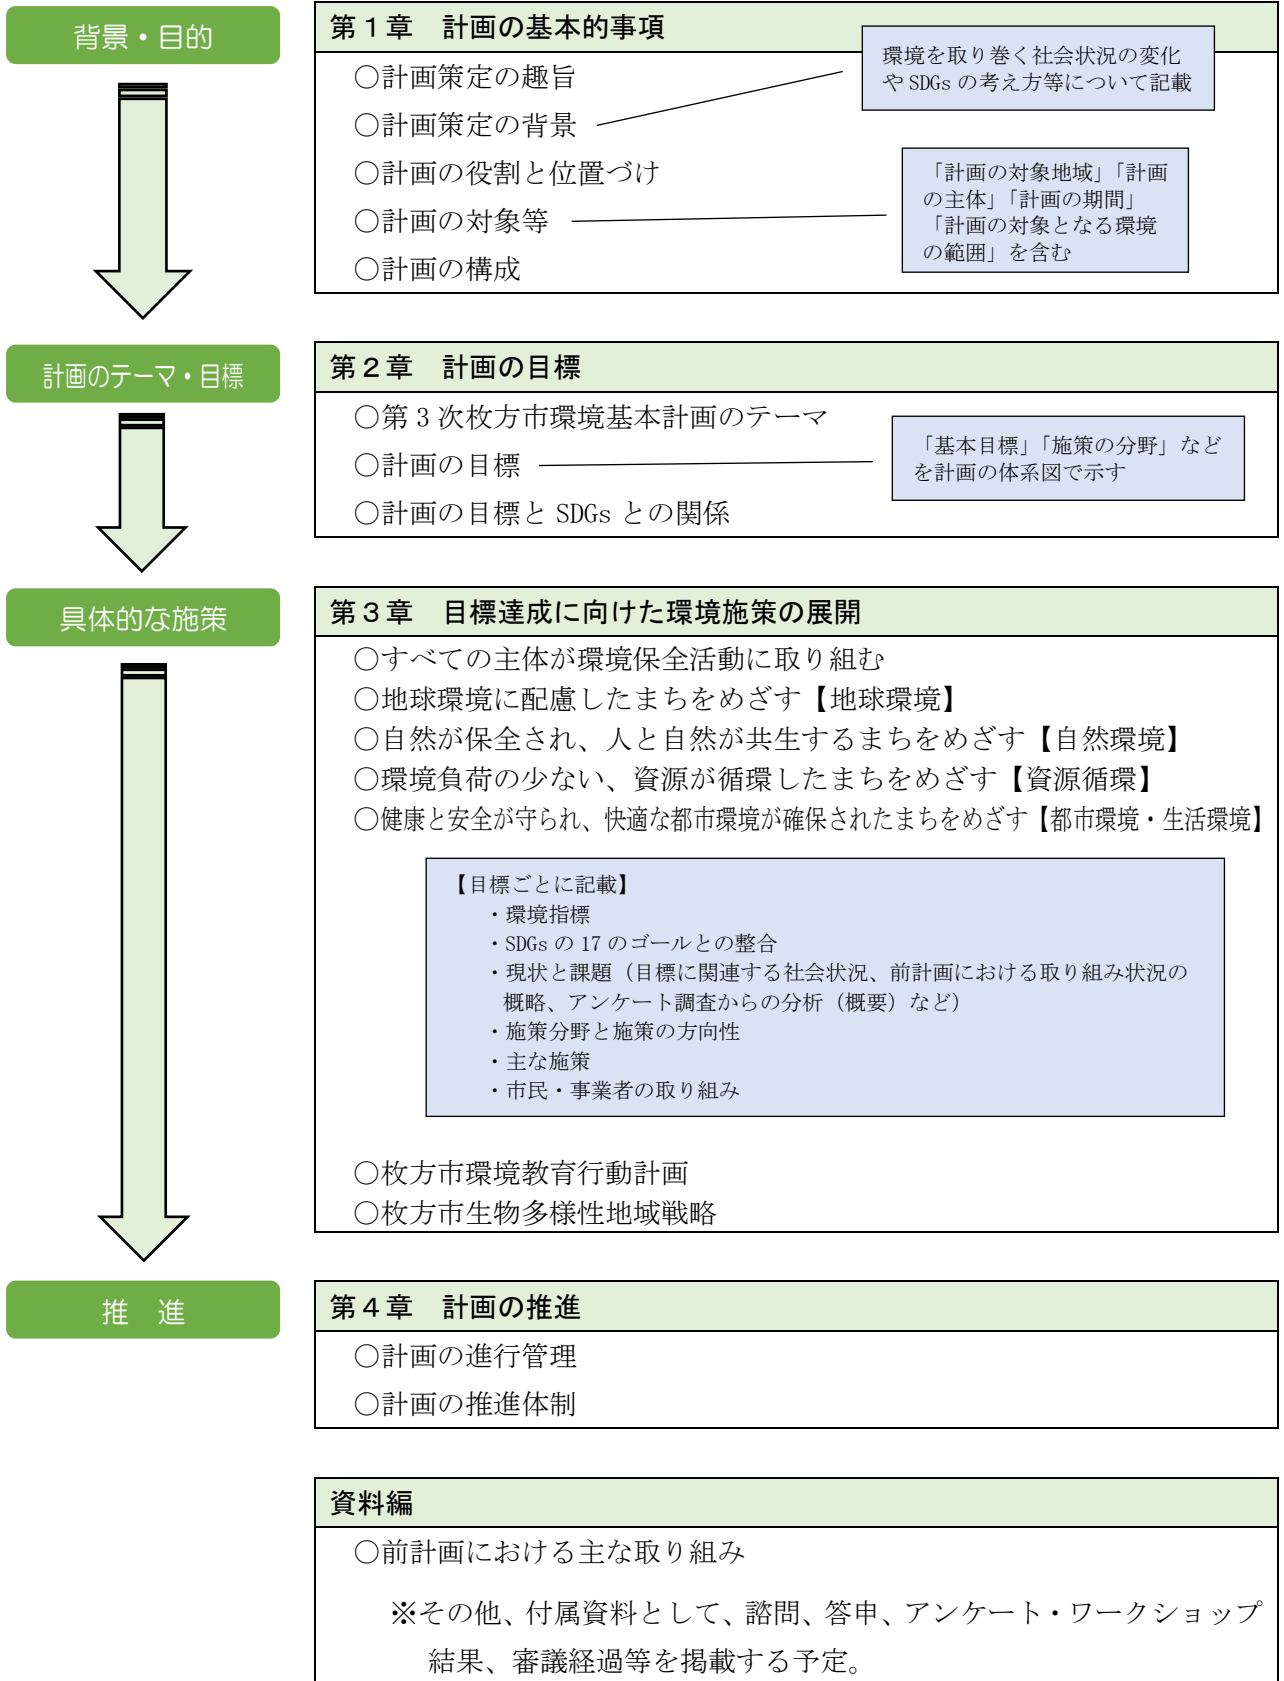 背景・目的
第１章　計画の基本的事項
○計画策定の趣旨
環境を取り巻く社会状況の変化
や SDGs の考え方等について記載
○計画策定の背景
○計画の役割と位置づけ
「計画の対象地域」「計画
の主体」「計画の期間」
「計画の対象となる環境
の範囲」を含む
○計画の対象等
○計画の構成
計画のテーマ・目標
第２章　計画の目標
○第 3 次枚方市環境基本計画のテーマ
○計画の目標
「基本目標」「施策の分野」など
を計画の体系図で示す
○計画の目標と SDGs との関係
具体的な施策
第３章　目標達成に向けた環境施策の展開
○すべての主体が環境保全活動に取り組む
○地球環境に配慮したまちをめざす【地球環境】
○自然が保全され、人と自然が共生するまちをめざす【自然環境】
○環境負荷の少ない、資源が循環したまちをめざす【資源循環】
○健康と安全が守られ、快適な都市環境が確保されたまちをめざす【都市環境・生活環境】
【目標ごとに記載】
・環境指標
・SDGs の 17 のゴールとの整合
・現状と課題（目標に関連する社会状況、前計画における取り組み状況の
概略、アンケート調査からの分析（概要）など）
・施策分野と施策の方向性
・主な施策
・市民・事業者の取り組み
○枚方市環境教育行動計画
○枚方市生物多様性地域戦略
推　進
第４章　計画の推進
○計画の進行管理
○計画の推進体制
資料編
○前計画における主な取り組み
※その他、付属資料として、諮問、答申、アンケート・ワークショップ
結果、審議経過等を掲載する予定。